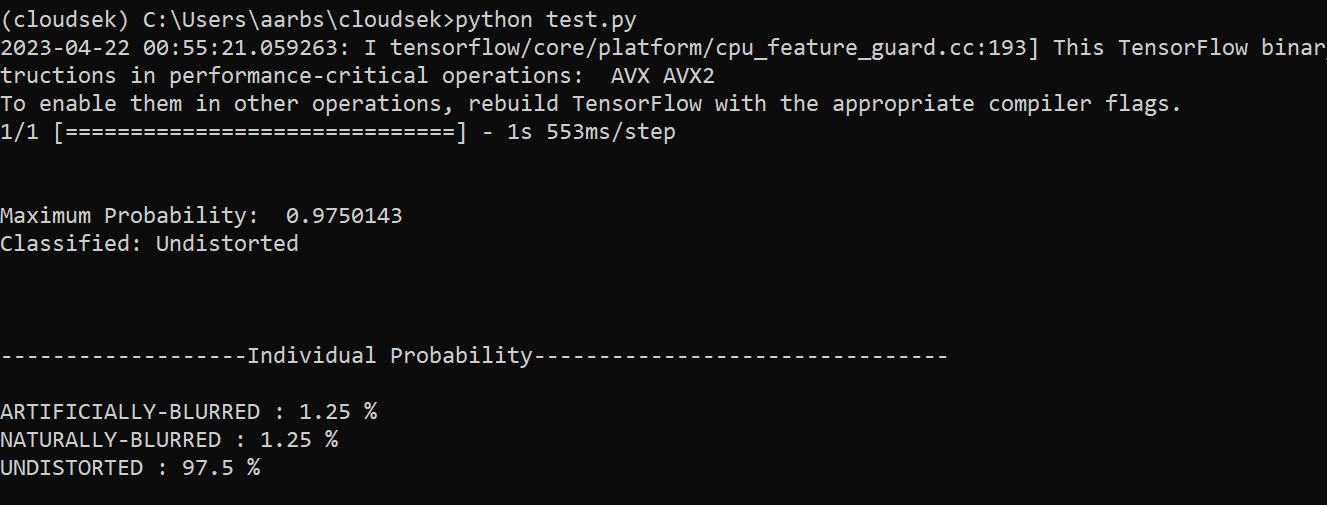 (cloudsek) C:\Users\aarbs\cloudsek>python test.py
2023-04-22 00:55:21.059263: I tensorflow/core/platform/cpu_feature_guard.cc:193] This TensorFlow binar
tructions in performance-critical operations:  AVX AVX2
To enable them in other operations, rebuild TensorFlow with the appropriate compiler flags.
1/1 [==============================] - 1s 553ms/step
Maximum Probability:  0.9750143
Classified: Undistorted
-------------------Individual Probability--------------------------------
ARTIFICIALLY-BLURRED : 1.25 %
NATURALLY-BLURRED : 1.25 %
UNDISTORTED : 97.5 %